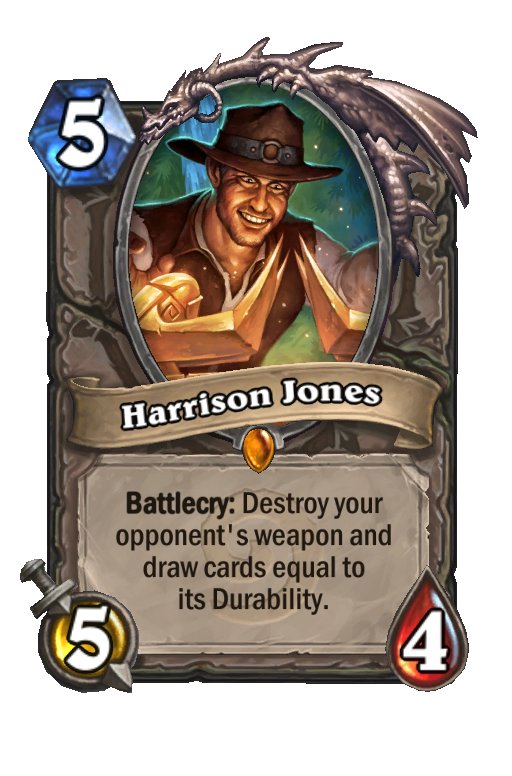 5
Harrison Jones
Battlecry: Destroy your
opponent's weapon and
draw cards equal to
its Durability.
5
4